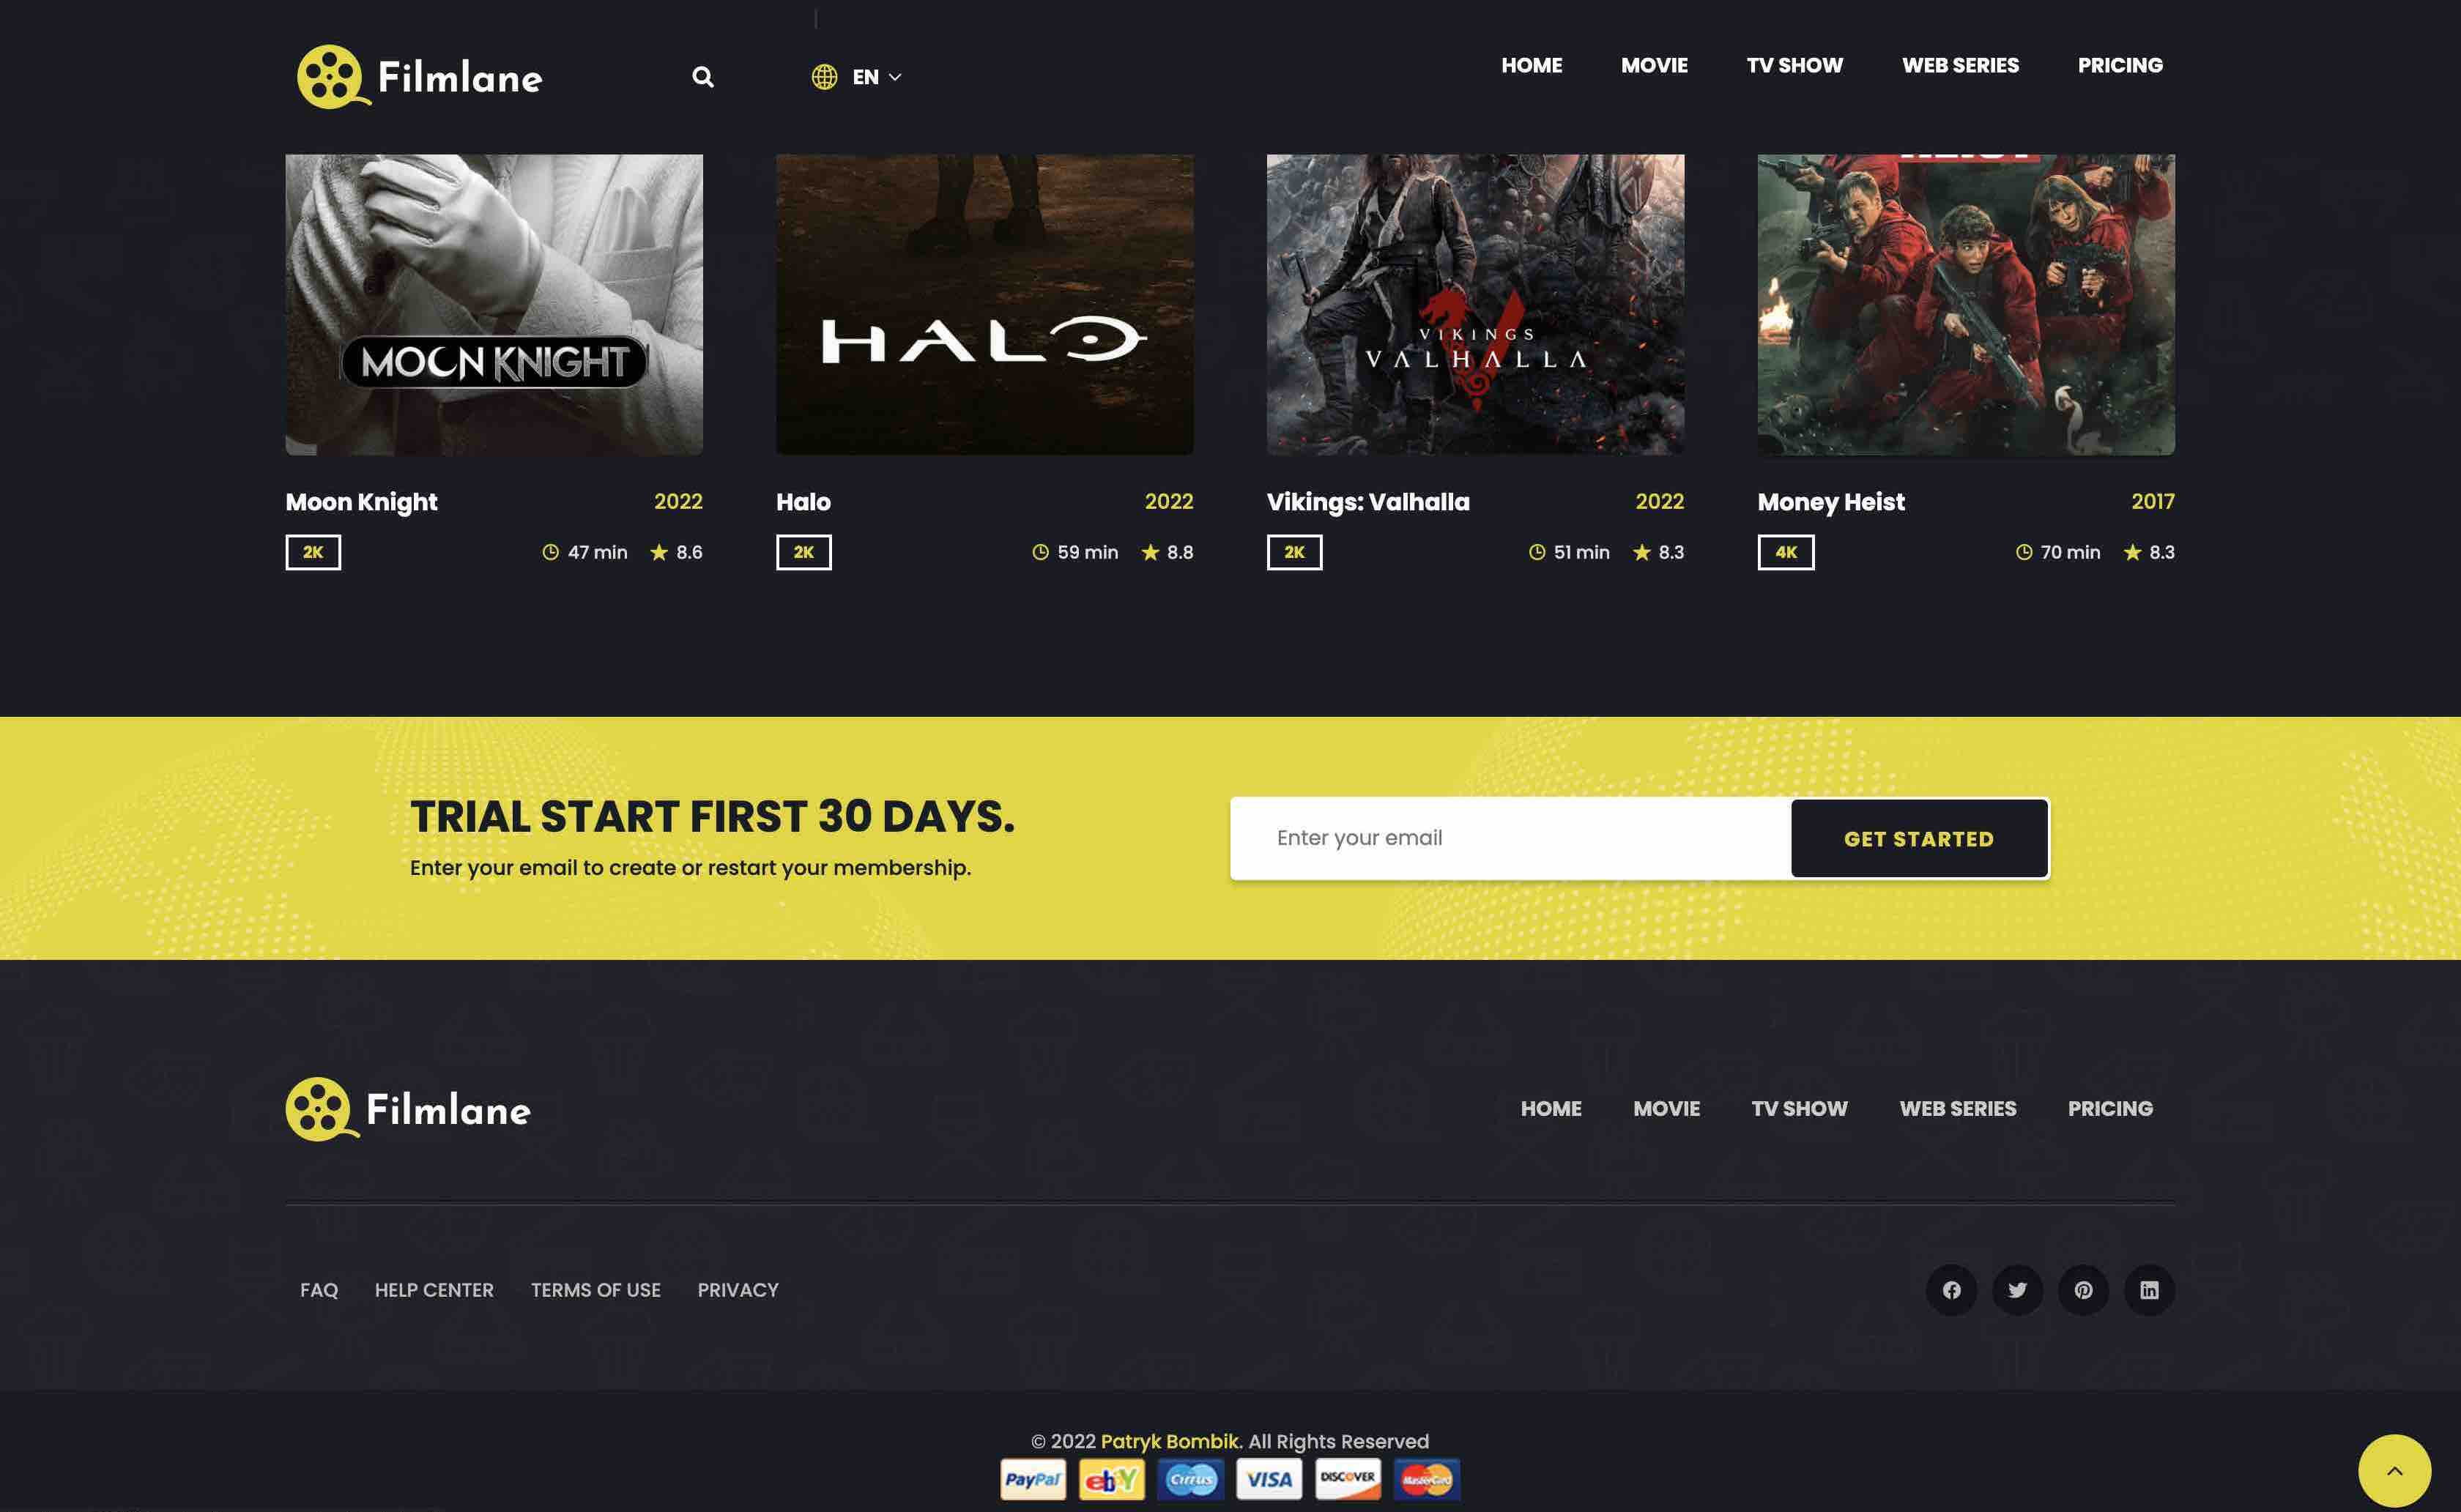 Filmlane
EN
HOME MOVIE TV SHOW WEB SERIES PRICING
MOON KNIGHT
HALO
VIKINGS
VALHALLA
Moon Knight 2022
2K 47 min 8.6
Halo 2022
2K 59 min 8.8
Vikings: Valhalla 2022
2K 51 min 8.3
Money Heist 2017
4K 70 min 8.3
TRIAL START FIRST 30 DAYS.
Enter your email to create or restart your membership.
Enter your email
GET STARTED
Filmlane
HOME MOVIE TV SHOW WEB SERIES PRICING
FAQ HELP CENTER TERMS OF USE PRIVACY
© 2022 Patryk Bombik. All Rights Reserved
PayPal ebY Cirrus VISA DISCOVER MasterCard